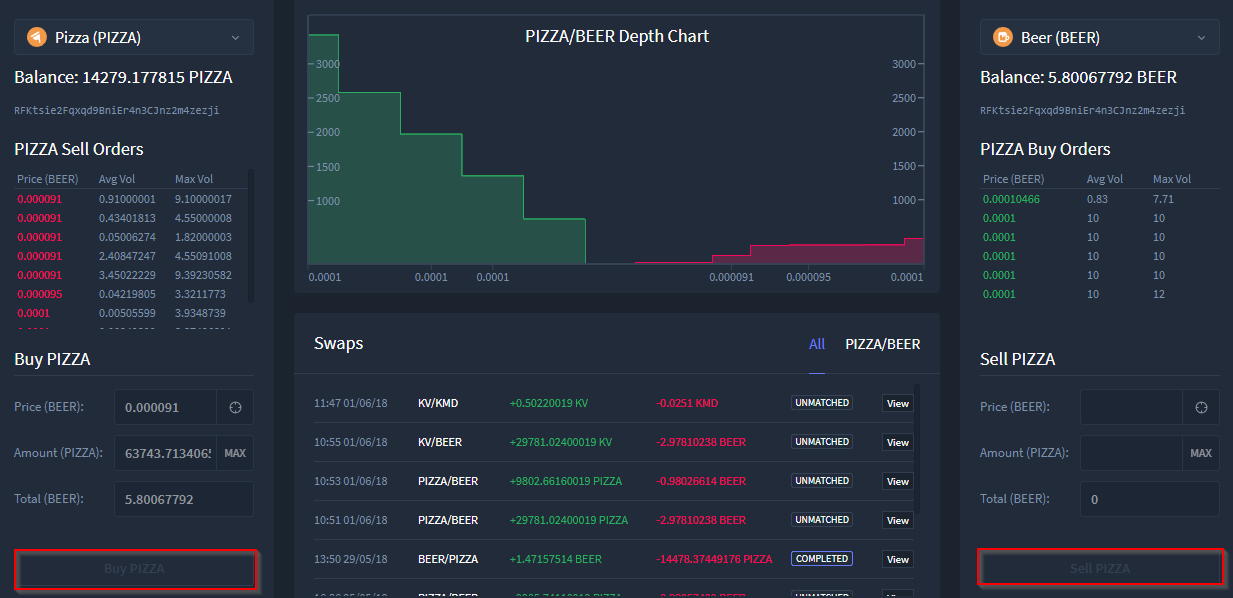 Pizza (PIZZA)
Balance: 14279.177815 PIZZA
RFKtsie2Fqxqd9BniEr4n3CJnz2m4zezji
PIZZA Sell Orders
Price (BEER) Avg Vol Max Vol
0.000091 0.91000001 9.10000017
0.000091 0.43401813 4.55000008
0.000091 0.05006274 1.82000003
0.000091 2.40847247 4.55091008
0.000091 3.45022229 9.39230582
0.000095 0.04219805 3.3211773
0.0001 0.00505599 3.9348739
Buy PIZZA
Price (BEER): 0.000091
Amount (PIZZA): 63743.713406 MAX
Total (BEER): 5.80067792
Buy PIZZA
PIZZA/BEER Depth Chart
3000 3000
2500 2500
2000 2000
1500 1500
1000 1000
0.0001 0.0001 0.0001 0.000091 0.000095 0.0001
Swaps All PIZZA/BEER
11:47 01/06/18 KV/KMD +0.50220019 KV -0.0251 KMD UNMATCHED View
10:55 01/06/18 KV/BEER +29781.02400019 KV -2.97810238 BEER UNMATCHED View
10:53 01/06/18 PIZZA/BEER +9802.66160019 PIZZA -0.98026614 BEER UNMATCHED View
10:51 01/06/18 PIZZA/BEER +29781.02400019 PIZZA -2.97810238 BEER UNMATCHED View
13:50 29/05/18 BEER/PIZZA +1.47157514 BEER -14478.37449176 PIZZA COMPLETED View
Beer (BEER)
Balance: 5.80067792 BEER
RFKtsie2Fqxqd9BniEr4n3CJnz2m4zezji
PIZZA Buy Orders
Price (BEER) Avg Vol Max Vol
0.00010466 0.83 7.71
0.0001 10 10
0.0001 10 10
0.0001 10 10
0.0001 10 10
0.0001 10 12
Sell PIZZA
Price (BEER):
Amount (PIZZA): MAX
Total (BEER): 0
Sell PIZZA